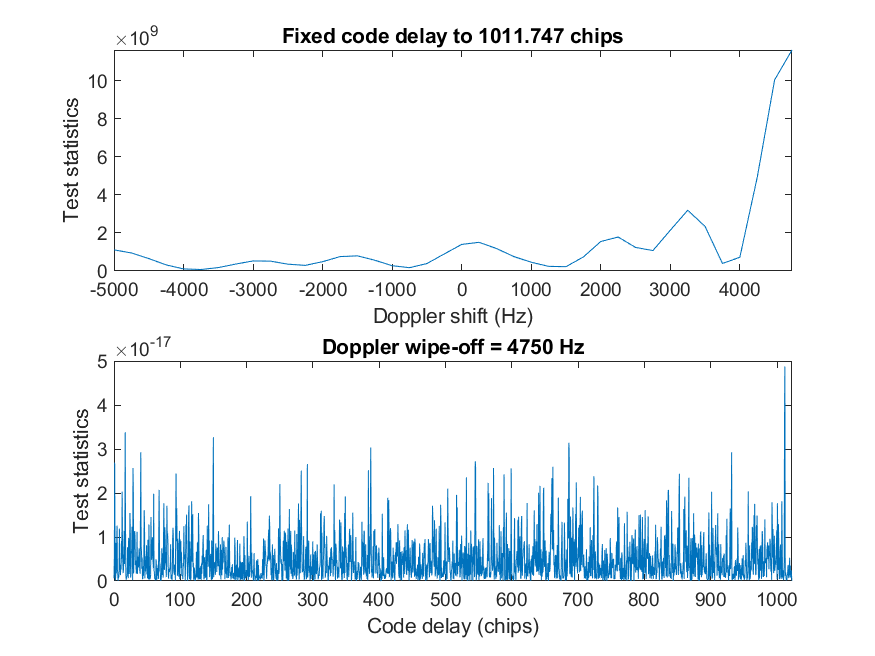 ×10⁹
Fixed code delay to 1011.747 chips
10
8
6
4
2
0
Test statistics
-5000 -4000 -3000 -2000 -1000 0 1000 2000 3000 4000
Doppler shift (Hz)
×10⁻¹⁷
Doppler wipe-off = 4750 Hz
5
4
3
2
1
0
Test statistics
0 100 200 300 400 500 600 700 800 900 1000
Code delay (chips)